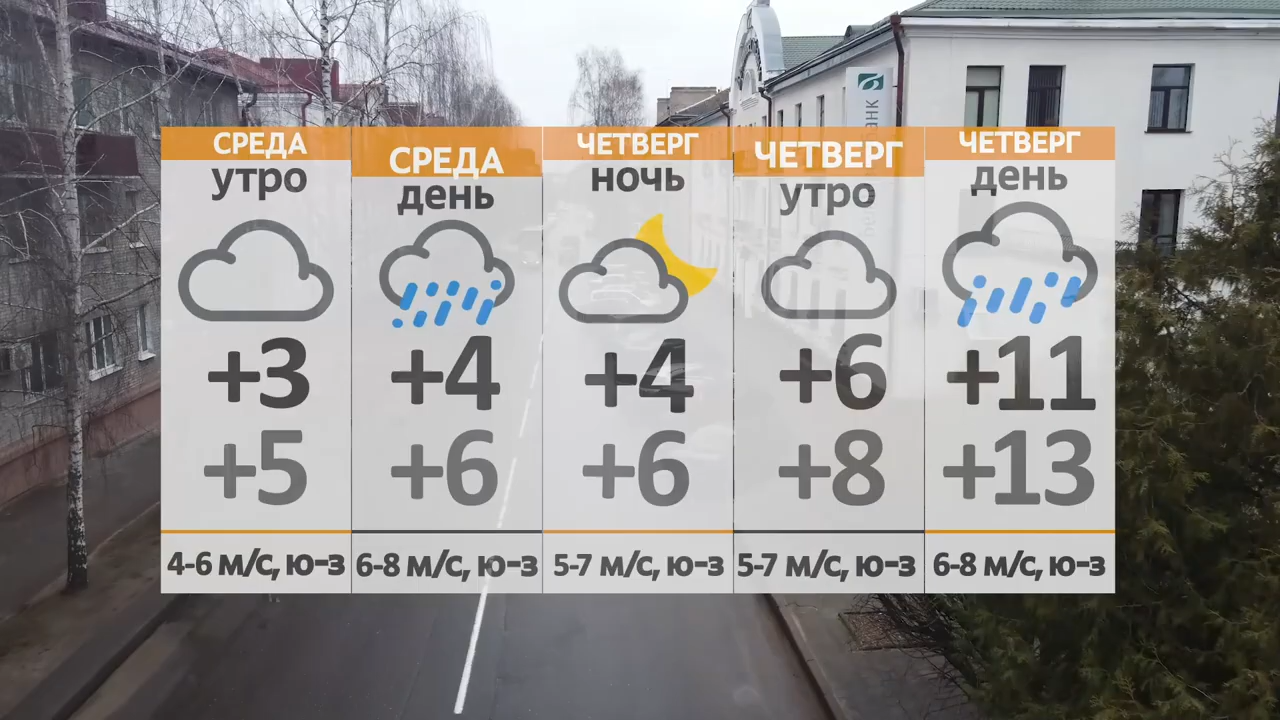 СРЕДА
утро
+3
+5
4-6 м/с, ю-з
СРЕДА
день
+4
+6
6-8 м/с, ю-з
ЧЕТВЕРГ
ночь
+4
+6
5-7 м/с, ю-з
ЧЕТВЕРГ
утро
+6
+8
5-7 м/с, ю-з
ЧЕТВЕРГ
день
+11
+13
6-8 м/с, ю-з